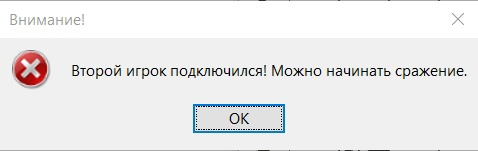 Внимание!
Второй игрок подключился! Можно начинать сражение.
OK